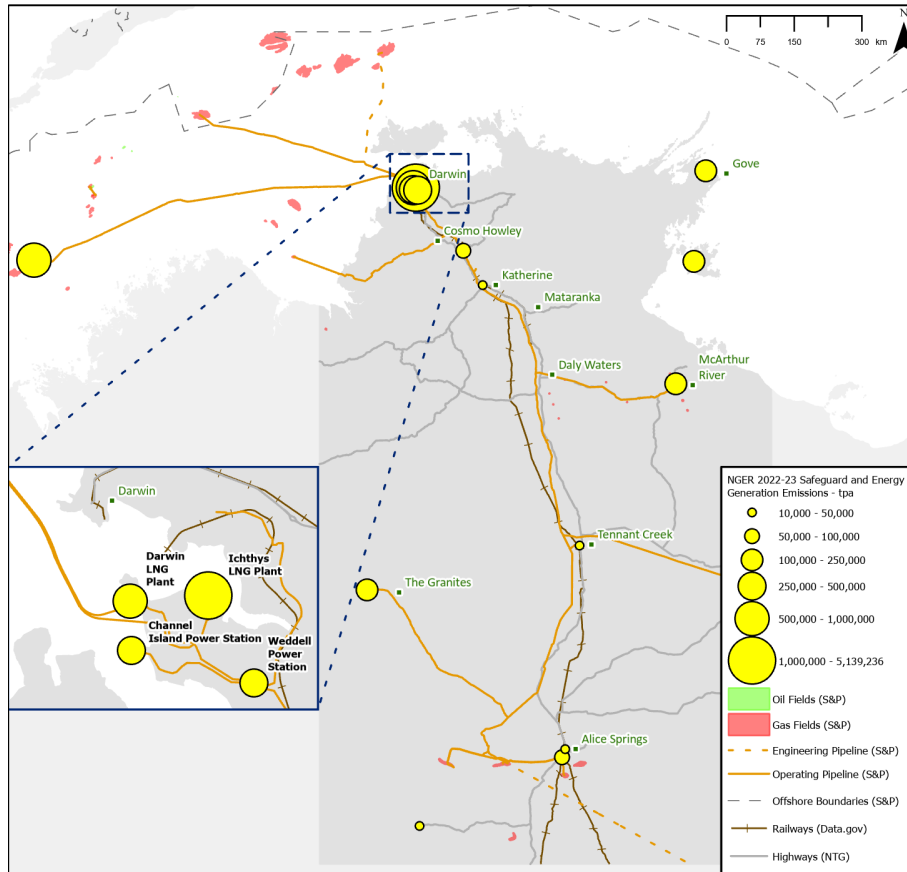 N
0 75 150 300
km
Darwin
Gove
Cosmo Howley
Katherine
Mataranka
Daly Waters
McArthur
River
Tennant Creek
The Granites
Alice Springs
Darwin
Darwin
LNG
Plant
Ichthys
LNG Plant
Channel
Island Power Station
Weddell
Power
Station
NGER 2022-23 Safeguard and Energy
Generation Emissions - tpa
10,000 - 50,000
50,000 - 100,000
100,000 - 250,000
250,000 - 500,000
500,000 - 1,000,000
1,000,000 - 5,139,236
Oil Fields (S&P)
Gas Fields (S&P)
Engineering Pipeline (S&P)
Operating Pipeline (S&P)
Offshore Boundaries (S&P)
Railways (Data.gov)
Highways (NTG)